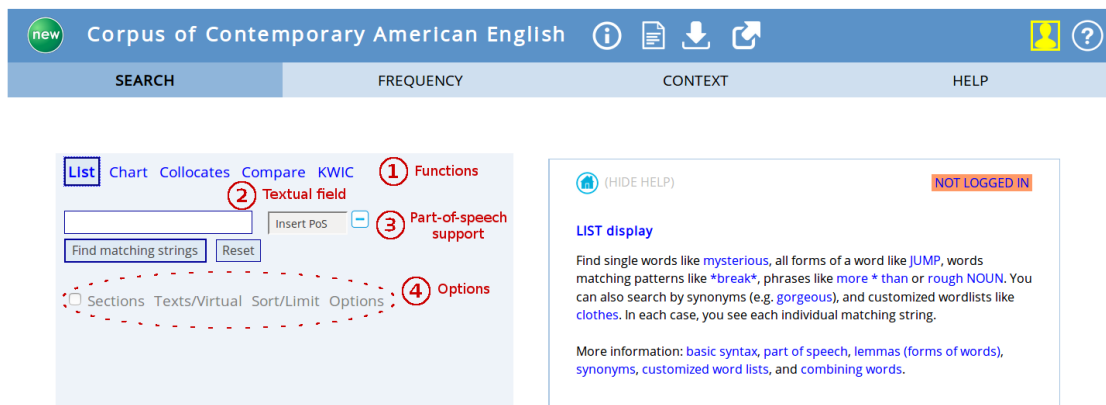 new Corpus of Contemporary American English
SEARCH FREQUENCY CONTEXT HELP
List Chart Collocates Compare KWIC 1 Functions
2 Textual field
Insert PoS 3 Part-of-speech support
Find matching strings Reset
Sections Texts/Virtual Sort/Limit Options 4 Options
(HIDE HELP) NOT LOGGED IN
LIST display
Find single words like mysterious, all forms of a word like JUMP, words
matching patterns like *break*, phrases like more * than or rough NOUN. You
can also search by synonyms (e.g. gorgeous), and customized wordlists like
clothes. In each case, you see each individual matching string.
More information: basic syntax, part of speech, lemmas (forms of words),
synonyms, customized word lists, and combining words.